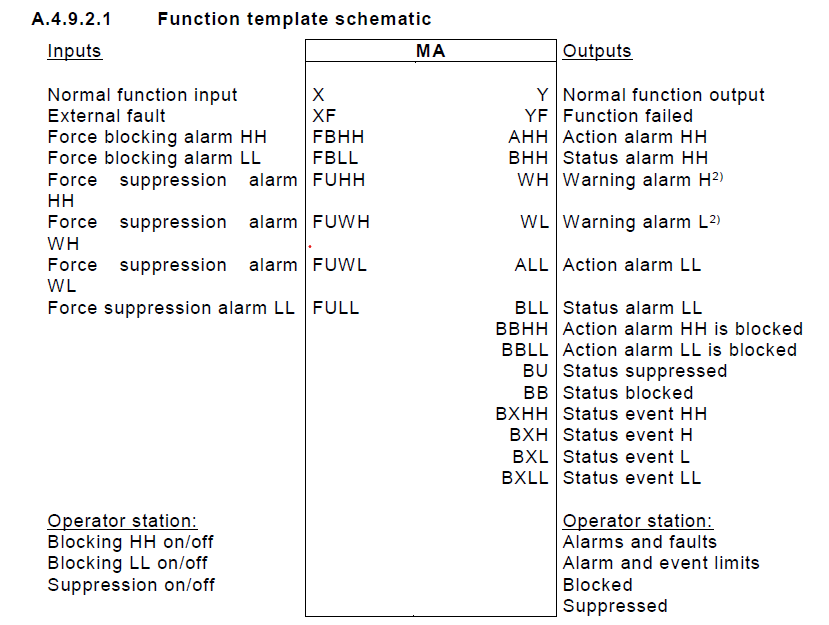 A.4.9.2.1 Function template schematic
Inputs MA Outputs
Normal function input X Y Normal function output
External fault XF YF Function failed
Force blocking alarm HH FBHH AHH Action alarm HH
Force blocking alarm LL FBLL BHH Status alarm HH
Force suppression alarm FUHH WH Warning alarm H2)
HH
Force suppression alarm FUWH WL Warning alarm L2)
WH
Force suppression alarm FUWL ALL Action alarm LL
WL
Force suppression alarm LL FULL BLL Status alarm LL
BBHH Action alarm HH is blocked
BBLL Action alarm LL is blocked
BU Status suppressed
BB Status blocked
BXHH Status event HH
BXH Status event H
BXL Status event L
BXLL Status event LL
Operator station: Operator station:
Blocking HH on/off Alarms and faults
Blocking LL on/off Alarm and event limits
Suppression on/off Blocked
Suppressed